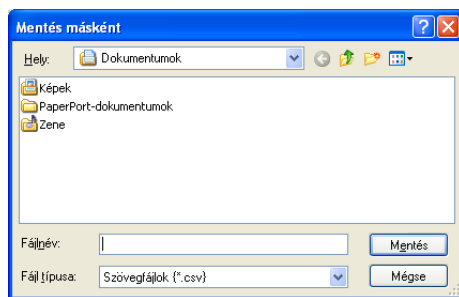 Mentés másként
Hely: Dokumentumok
Képek
PaperPort-dokumentumok
Zene
Fájlnév: Mentés
Fájl típusa: Szövegfájlok {*.csv} Mégse